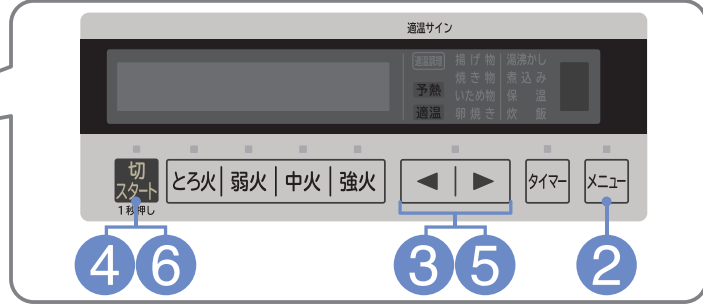 適温サイン
適温調理 揚げ物 湯沸かし
焼き物 煮込み
予熱 いため物 保温
適温 卵焼き 炊飯
切 スタート とろ火 弱火 中火 強火 ◀ ▶ タイマー メニュー
1秒押し
4 6 3 5 2